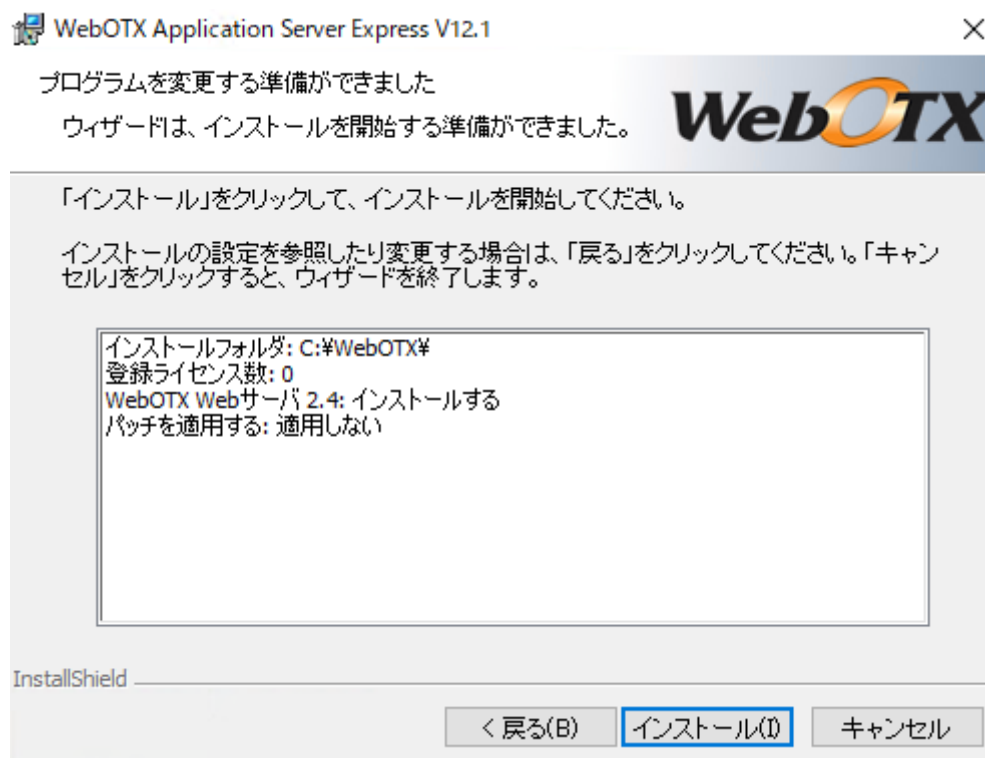 WebOTX Application Server Express V12.1
プログラムを変更する準備ができました
ウィザードは、インストールを開始する準備ができました。
WebOTX
「インストール」をクリックして、インストールを開始してください。
インストールの設定を参照したり変更する場合は、「戻る」をクリックしてください。「キャン
セル」をクリックすると、ウィザードを終了します。
インストールフォルダ: C:¥WebOTX¥
登録ライセンス数: 0
WebOTX Webサーバ 2.4: インストールする
パッチを適用する: 適用しない
InstallShield
< 戻る(B) インストール(I) キャンセル